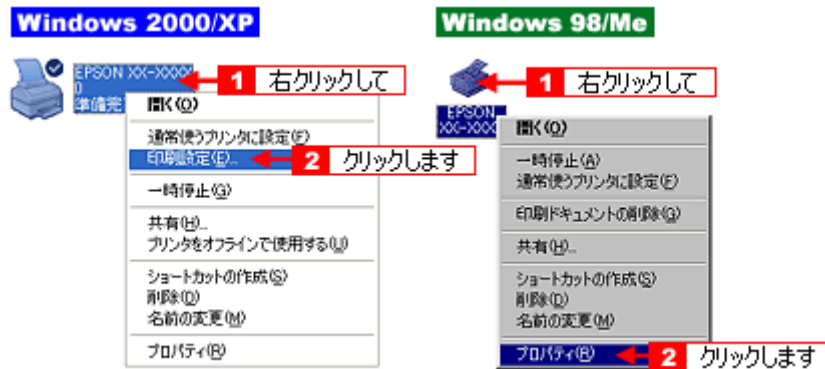 Windows 2000/XP
EPSON XX-XXXX
0
準備完
1 右クリックして
開く(O)
通常使うプリンタに設定(F)
印刷設定(E)...
2 クリックします
一時停止(G)
共有(H)...
プリンタをオフラインで使用する(U)
ショートカットの作成(S)
削除(D)
名前の変更(M)
プロパティ(R)
Windows 98/Me
1 右クリックして
EPSON
XX-XXXX
開く(O)
一時停止(A)
通常使うプリンタに設定(F)
印刷ドキュメントの削除(G)
共有(H)...
ショートカットの作成(S)
削除(D)
名前の変更(M)
プロパティ(R)
2 クリックします